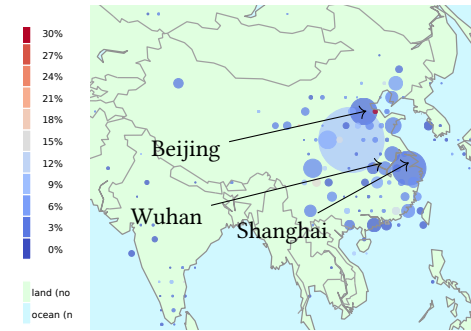 30%
27%
24%
21%
18%
15%
12%
9%
6%
3%
0%
land (no
ocean (n
Beijing
Wuhan
Shanghai